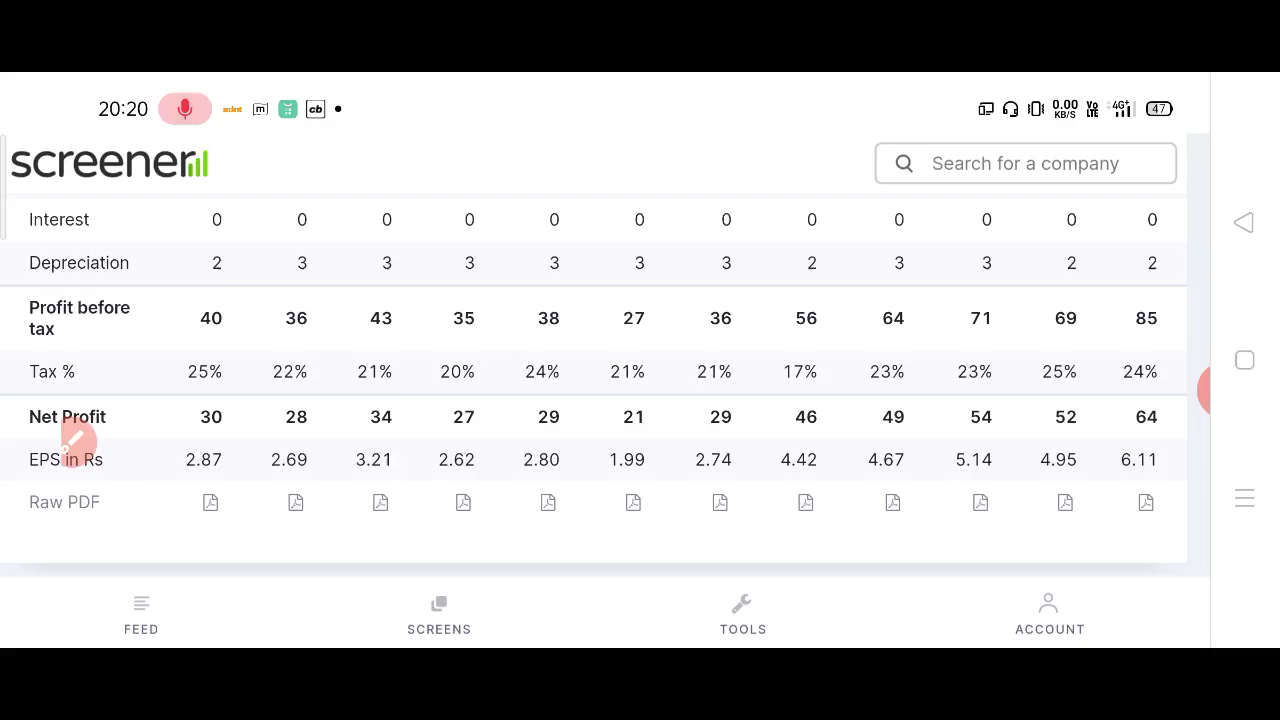 20:20 mint m cb 0.00 KB/S Vo LTE 4G+ 47
screener Search for a company
Interest 0 0 0 0 0 0 0 0 0 0 0 0
Depreciation 2 3 3 3 3 3 3 2 3 3 2 2
Profit before tax 40 36 43 35 38 27 36 56 64 71 69 85
Tax % 25% 22% 21% 20% 24% 21% 21% 17% 23% 23% 25% 24%
Net Profit 30 28 34 27 29 21 29 46 49 54 52 64
EPS in Rs 2.87 2.69 3.21 2.62 2.80 1.99 2.74 4.42 4.67 5.14 4.95 6.11
Raw PDF
FEED SCREENS TOOLS ACCOUNT